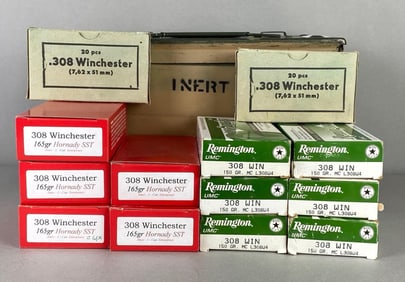 20 pcs
.308 Winchester
(7,62 x 51 mm)
20 pcs
.308 Winchester
(7,62 x 51 mm)
INERT
308 Winchester
165gr Hornady SST
308 Winchester
165gr Hornady SST
308 Winchester
165gr Hornady SST
308 Winchester
165gr Hornady SST
308 Winchester
165gr Hornady SST
Remington
UMC
308 WIN
150 GR. MC L308W4
Remington
UMC
308 WIN
150 GR. MC L308W4
Remington
UMC
308 WIN
150 GR. MC L308W4
Remington
UMC
308 WIN
150 GR. MC L308W4
Remington
UMC
308 WIN
150 GR. MC L308W4
Remington
UMC
308 WIN
150 GR. MC L308W4